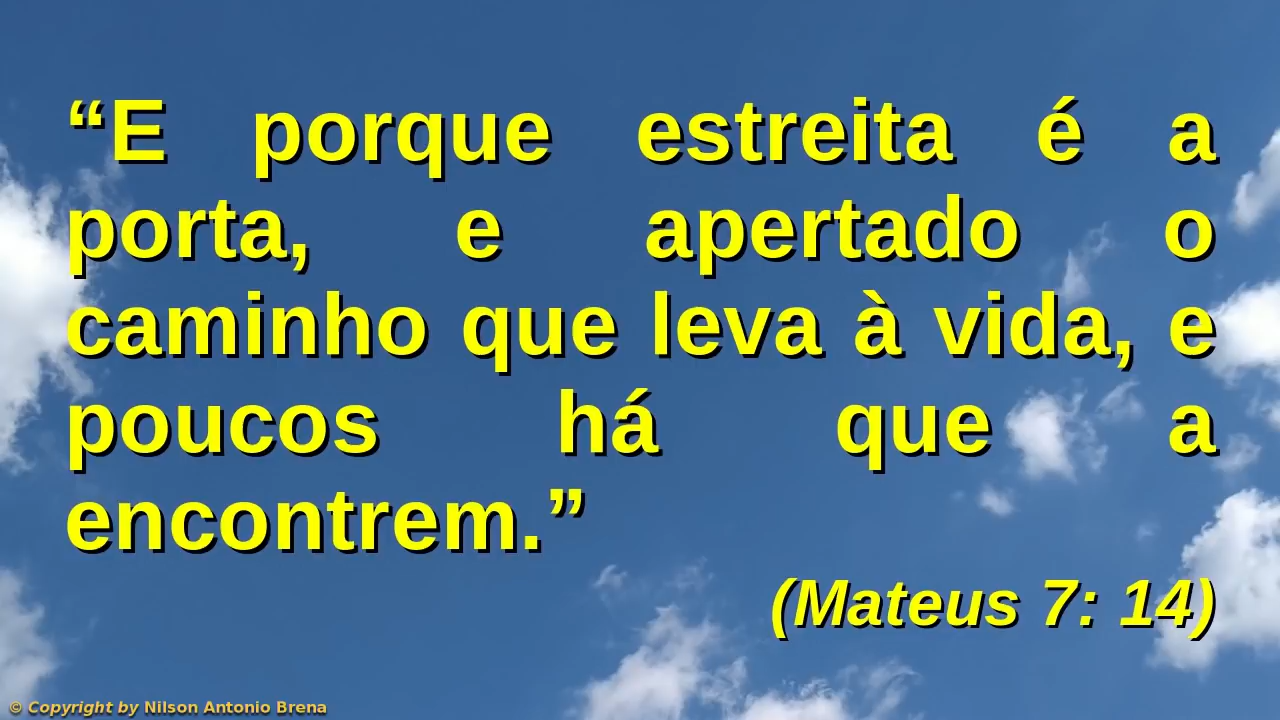 “E porque estreita é a
porta, e apertado o
caminho que leva à vida, e
poucos há que a
encontrem.”
(Mateus 7: 14)
© Copyright by Nilson Antonio Brena